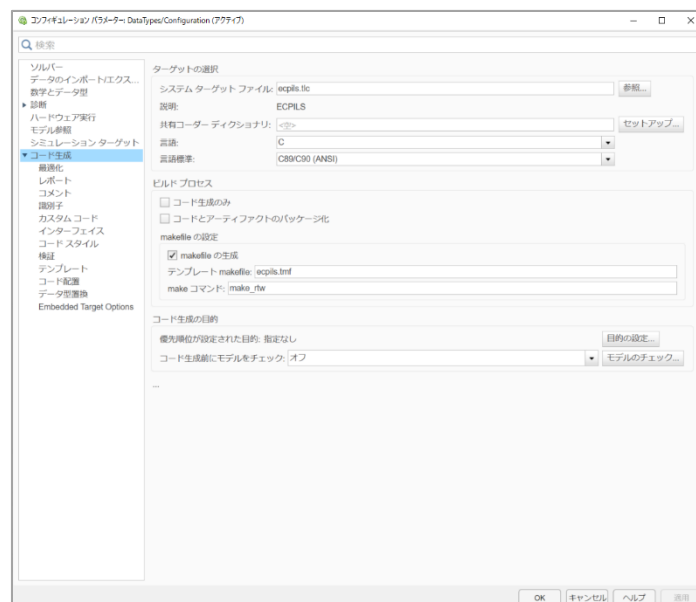 コンフィギュレーション パラメーター: DataTypes/Configuration (アクティブ)
検索
ソルバー
データのインポート/エクス...
数学とデータ型
診断
ハードウェア実行
モデル参照
シミュレーション ターゲット
コード生成
最適化
レポート
コメント
識別子
カスタム コード
インターフェイス
コード スタイル
検証
テンプレート
コード配置
データ型置換
Embedded Target Options
ターゲットの選択
システム ターゲット ファイル: ecpils.tlc 参照...
説明: ECPILS
共有コーダー ディクショナリ: <空> セットアップ...
言語: C
言語標準: C89/C90 (ANSI)
ビルド プロセス
コード生成のみ
コードとアーティファクトのパッケージ化
makefile の設定
makefile の生成
テンプレート makefile: ecpils.tmf
make コマンド: make_rtw
コード生成の目的
優先順位が設定された目的: 指定なし 目的の設定...
コード生成前にモデルをチェック: オフ モデルのチェック...
...
OK キャンセル ヘルプ 適用